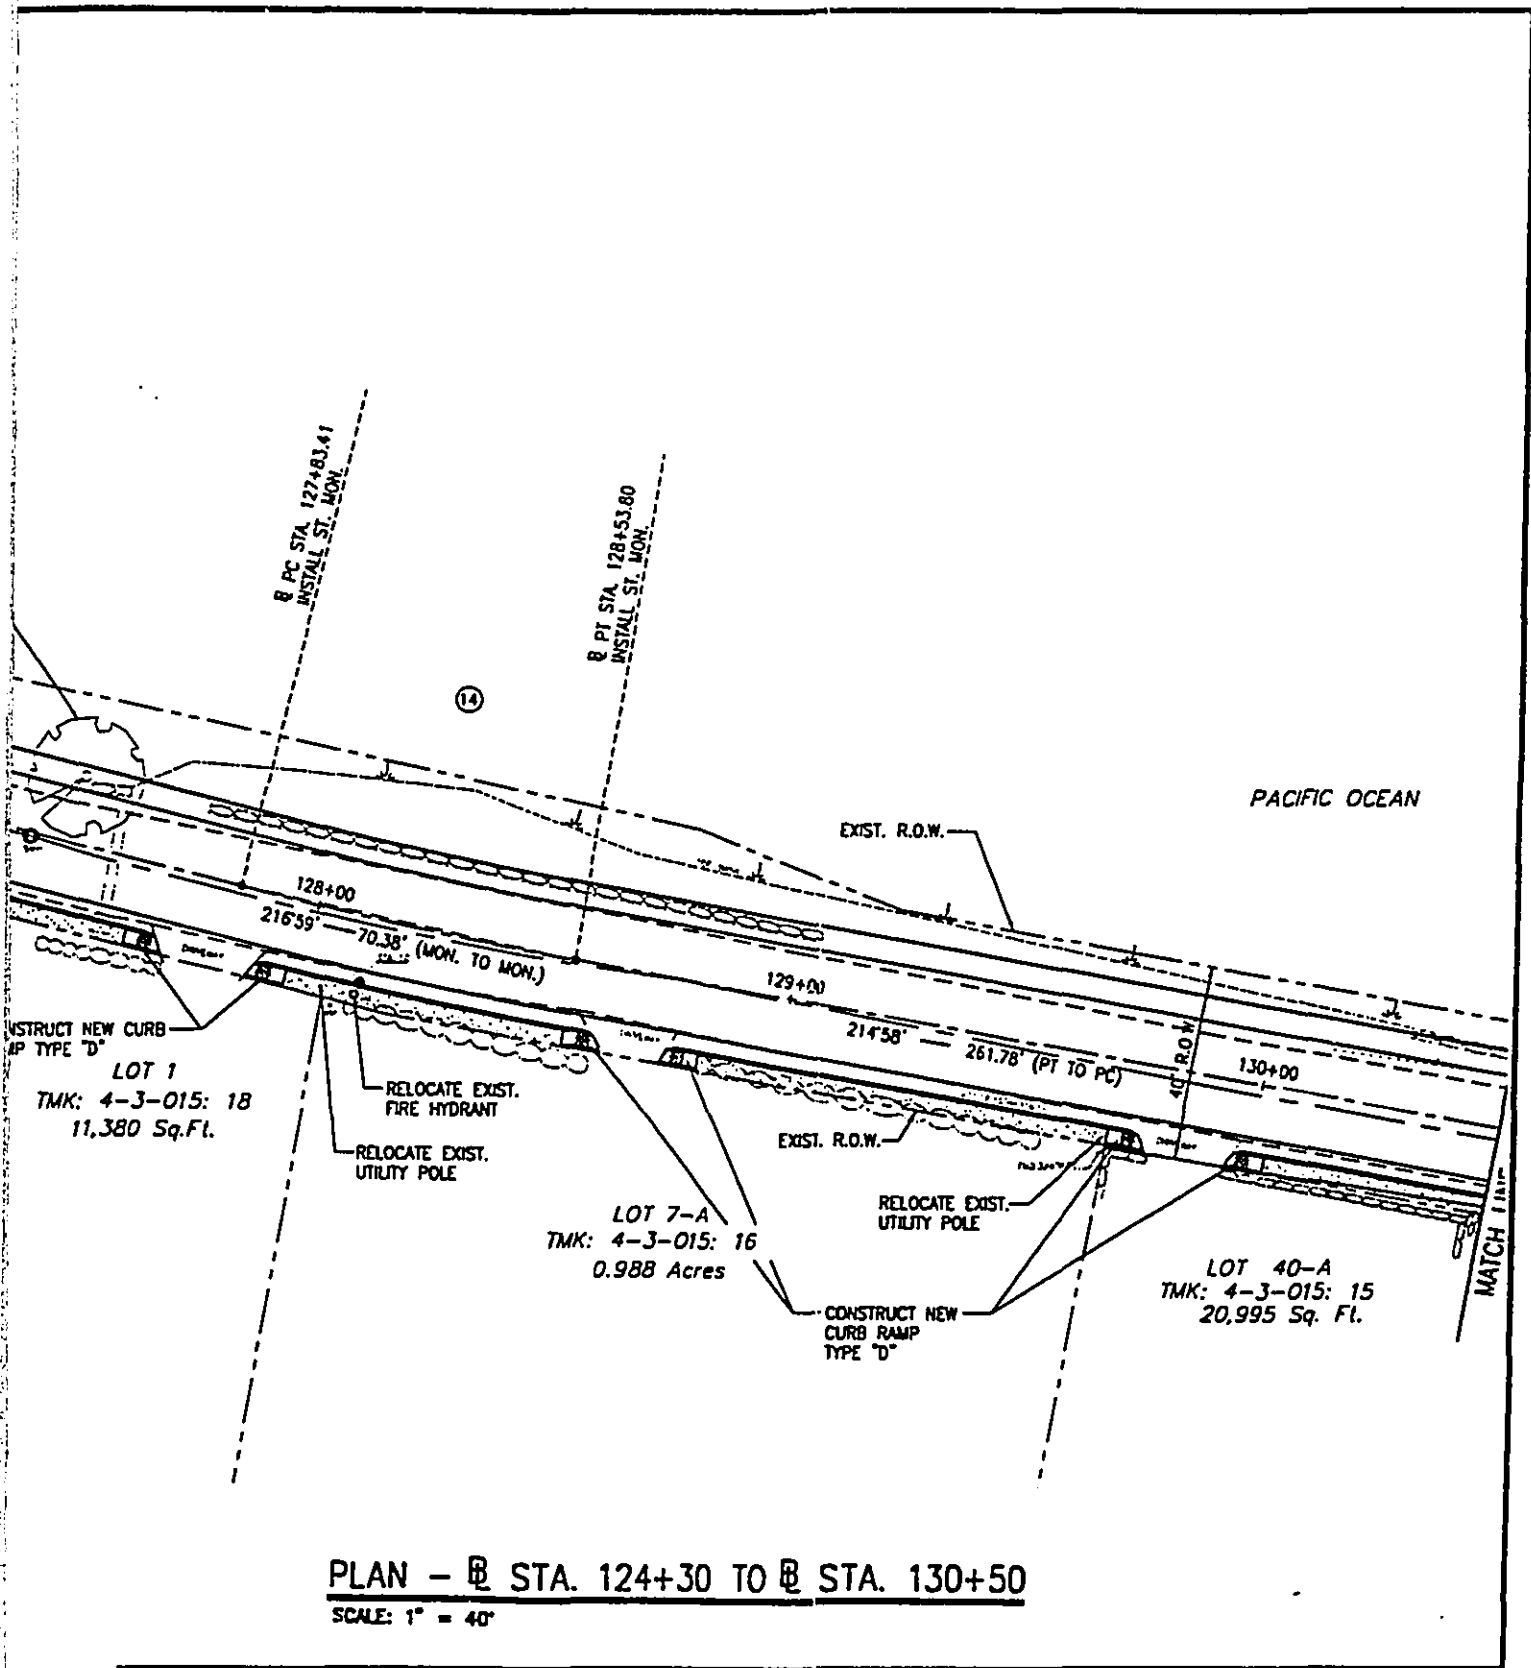 ℄ PC STA. 127+83.41
INSTALL ST. MON.
℄ PT STA. 128+53.80
INSTALL ST. MON.
14
PACIFIC OCEAN
EXIST. R.O.W.
128+00
216°59'
70.38' (MON. TO MON.)
129+00
214°58'
261.78' (PT TO PC)
40' R.O.W.
130+00
NSTRUCT NEW CURB
MP TYPE "D"
LOT 1
TMK: 4-3-015: 18
11,380 Sq.Ft.
RELOCATE EXIST.
FIRE HYDRANT
RELOCATE EXIST.
UTILITY POLE
EXIST. R.O.W.
RELOCATE EXIST.
UTILITY POLE
LOT 7-A
TMK: 4-3-015: 16
0.988 Acres
CONSTRUCT NEW
CURB RAMP
TYPE "D"
LOT 40-A
TMK: 4-3-015: 15
20,995 Sq. Ft.
MATCH LINE
PLAN - ℄ STA. 124+30 TO ℄ STA. 130+50
SCALE: 1" = 40'